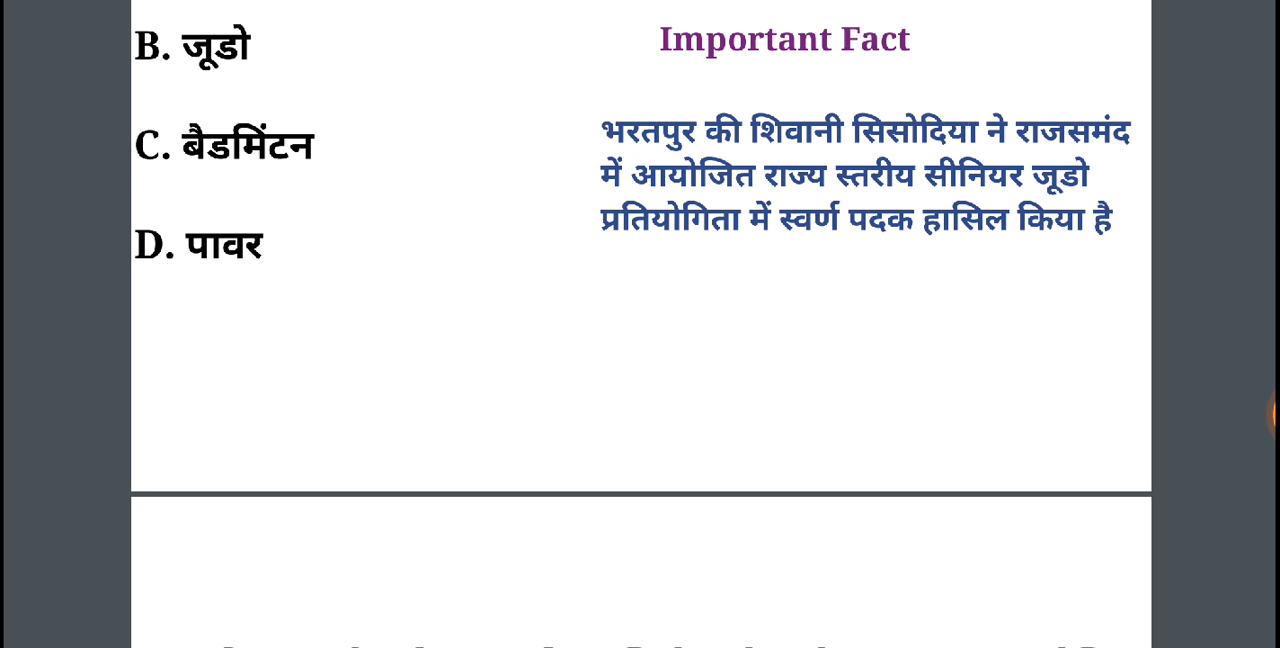 B. जूडो
C. बैडमिंटन
D. पावर
Important Fact
भरतपुर की शिवानी सिसोदिया ने राजसमंद
में आयोजित राज्य स्तरीय सीनियर जूडो
प्रतियोगिता में स्वर्ण पदक हासिल किया है